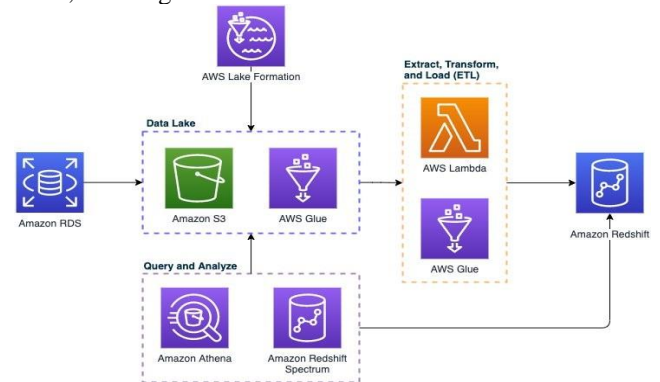 AWS Lake Formation
Extract, Transform,
and Load (ETL)
Data Lake
AWS Lambda
Amazon RDS
Amazon S3
AWS Glue
Amazon Redshift
AWS Glue
Query and Analyze
Amazon Athena
Amazon Redshift
Spectrum